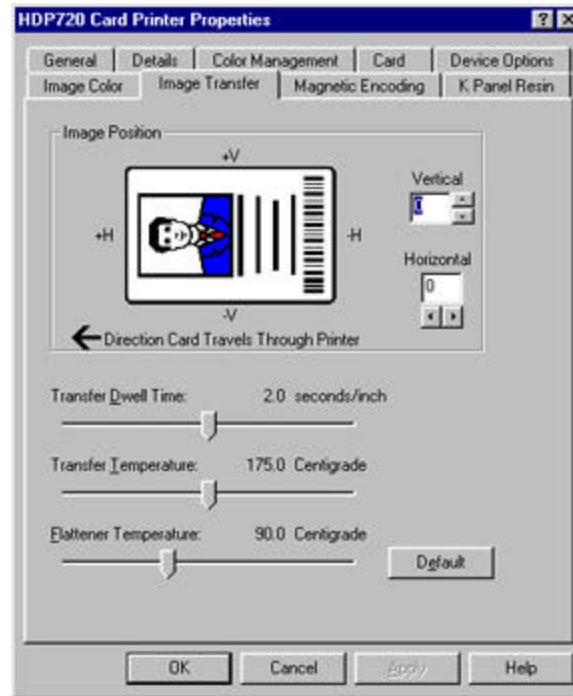 HDP720 Card Printer Properties ? X
General Details Color Management Card Device Options
Image Color Image Transfer Magnetic Encoding K Panel Resin
Image Position
+V
Vertical
0
+H -H
Horizontal
0
-V
Direction Card Travels Through Printer
Transfer Dwell Time: 2.0 seconds/inch
Transfer Temperature: 175.0 Centigrade
Flattener Temperature: 90.0 Centigrade
Default
OK Cancel Apply Help